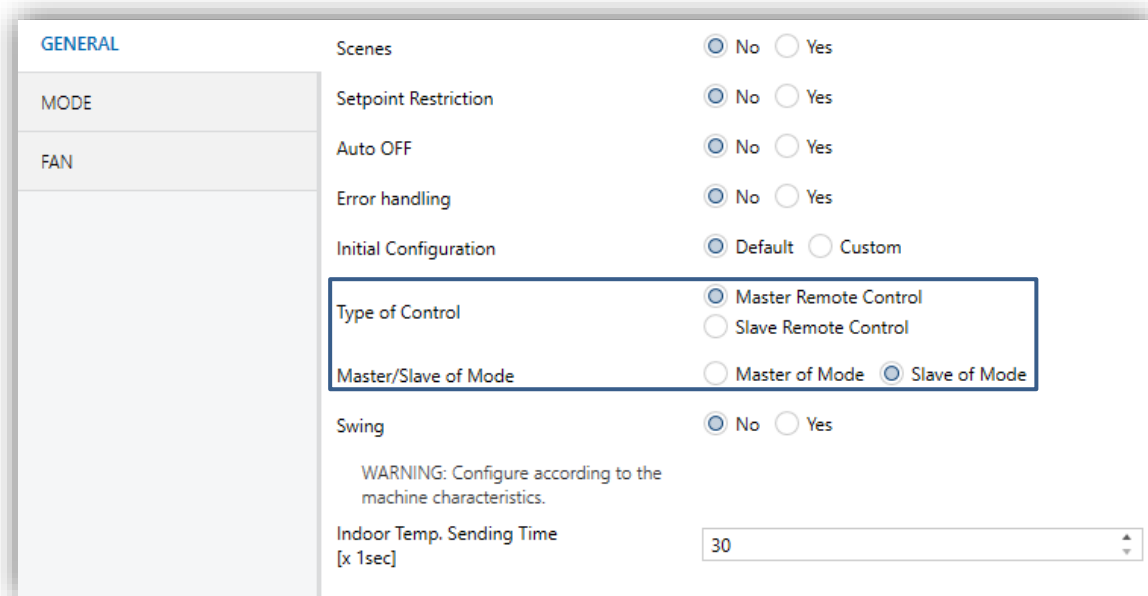 GENERAL
MODE
FAN
Scenes No Yes
Setpoint Restriction No Yes
Auto OFF No Yes
Error handling No Yes
Initial Configuration Default Custom
Type of Control Master Remote Control
Slave Remote Control
Master/Slave of Mode Master of Mode Slave of Mode
Swing No Yes
WARNING: Configure according to the
machine characteristics.
Indoor Temp. Sending Time
[x 1sec]
30